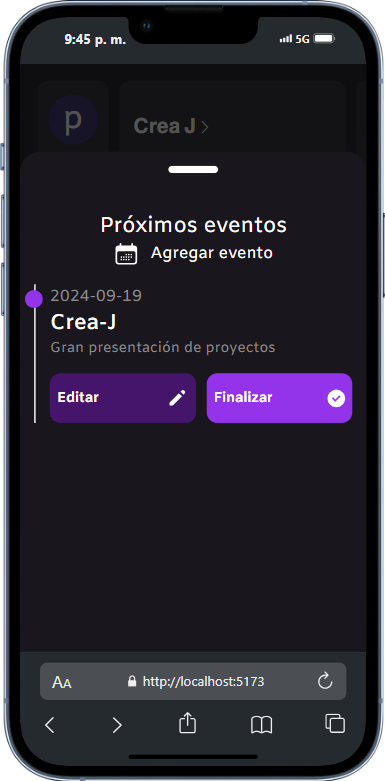 9:45 p. m.
5G
p
Crea J >
Próximos eventos
Agregar evento
2024-09-19
Crea-J
Gran presentación de proyectos
Editar
Finalizar
AA
http://localhost:5173